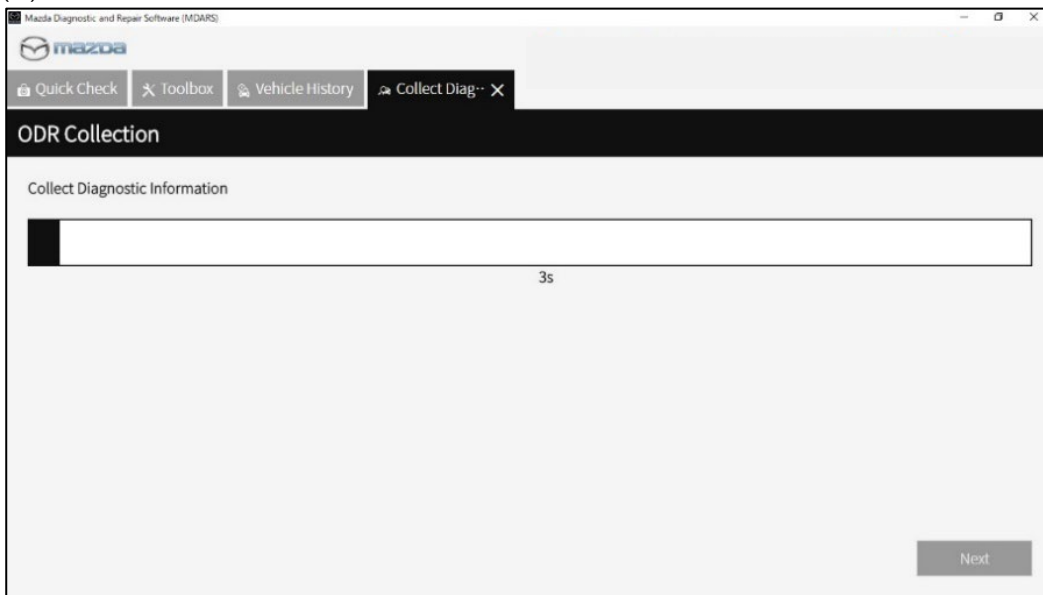 Mazda Diagnostic and Repair Software (MDARS)
mazda
Quick Check
Toolbox
Vehicle History
Collect Diag··
ODR Collection
Collect Diagnostic Information
3s
Next